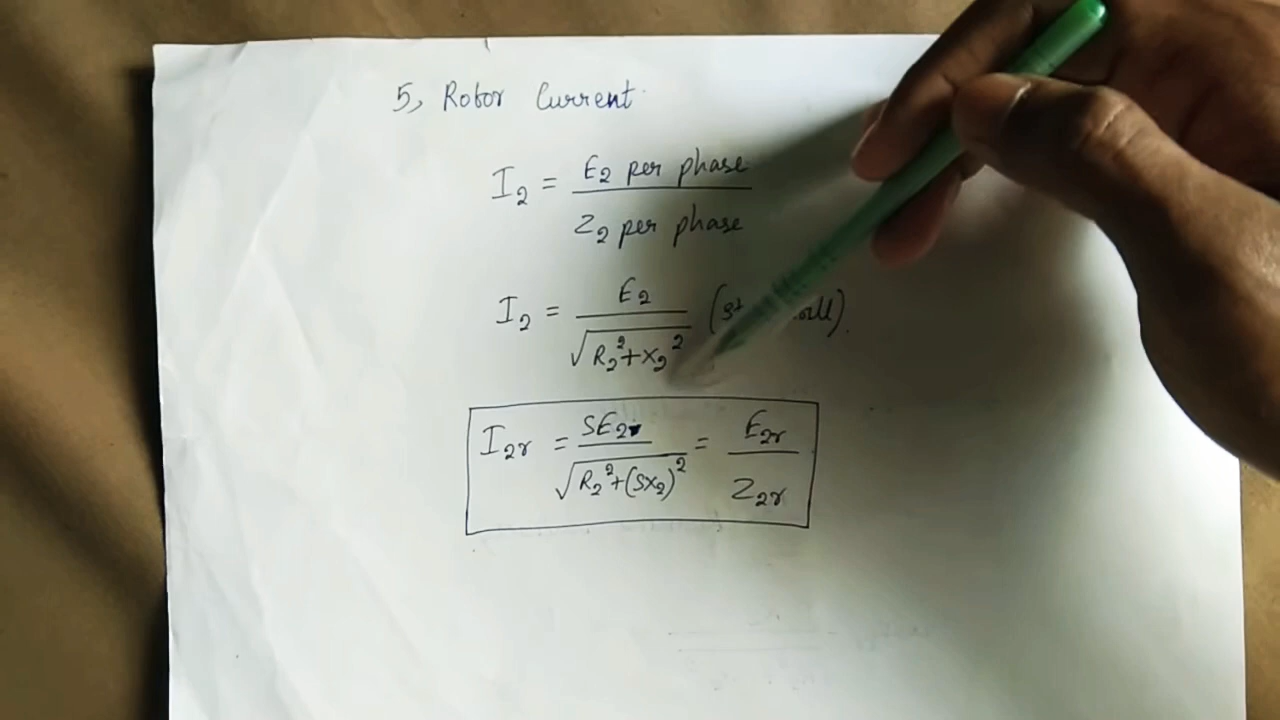 5, Rotor Current
I₂ = E₂ per phase / Z₂ per phase
I₂ = E₂ / √R₂²+X₂²
I₂r = SE₂ / √R₂²+(SX₂)² = E₂r / Z₂r